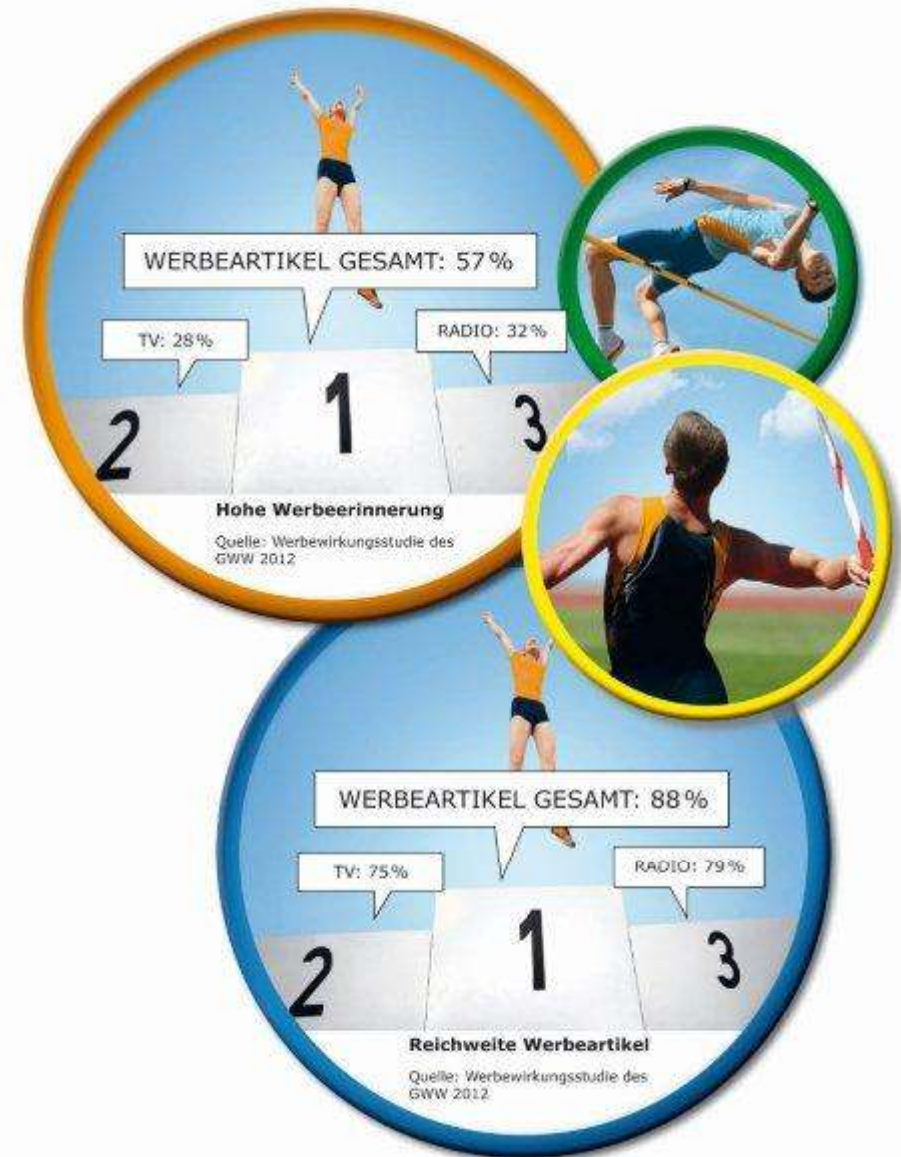 WERBEARTIKEL GESAMT: 57%
TV: 28%
RADIO: 32%
2
1
3
Hohe Werbeerinnerung
Quelle: Werbewirkungsstudie des
GWW 2012
WERBEARTIKEL GESAMT: 88%
TV: 75%
RADIO: 79%
2
1
3
Reichweite Werbeartikel
Quelle: Werbewirkungsstudie des
GWW 2012